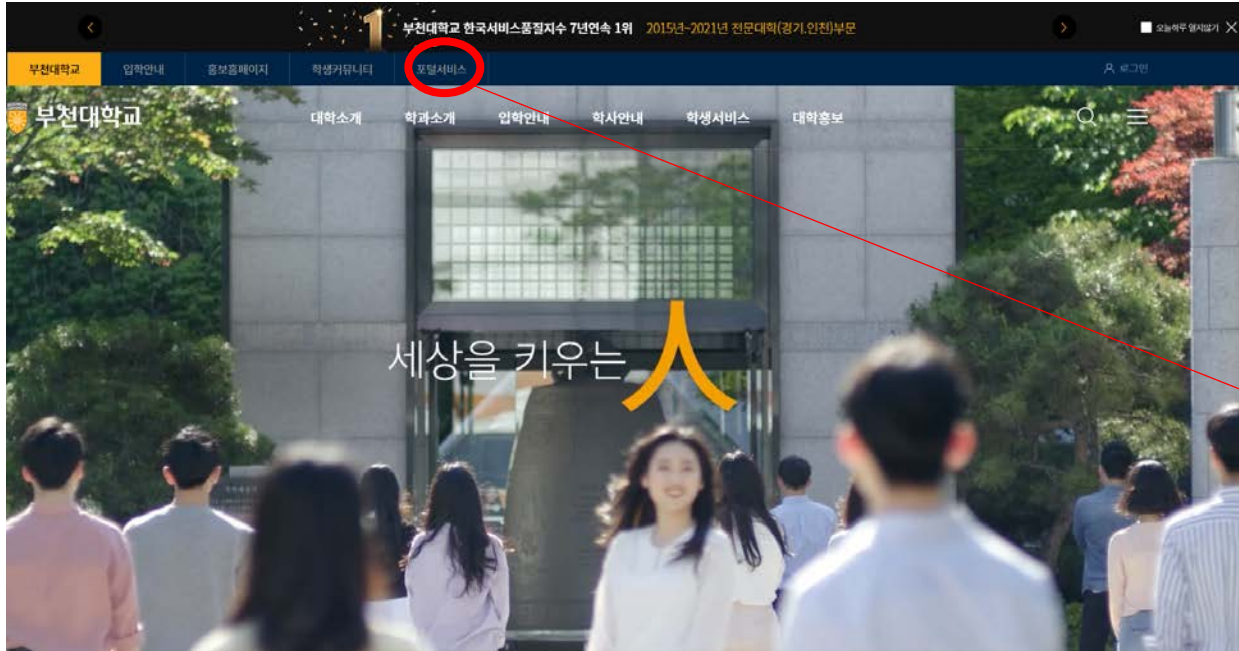 부천대학교 한국서비스품질지수 7년연속 1위 2015년~2021년 전문대학(경기.인천)부문
오늘하루 열지않기
부천대학교 입학안내 홍보홈페이지 학생커뮤니티 포털서비스 로그인
부천대학교 대학소개 학과소개 입학안내 학사안내 학생서비스 대학홍보
세상을 키우는 人